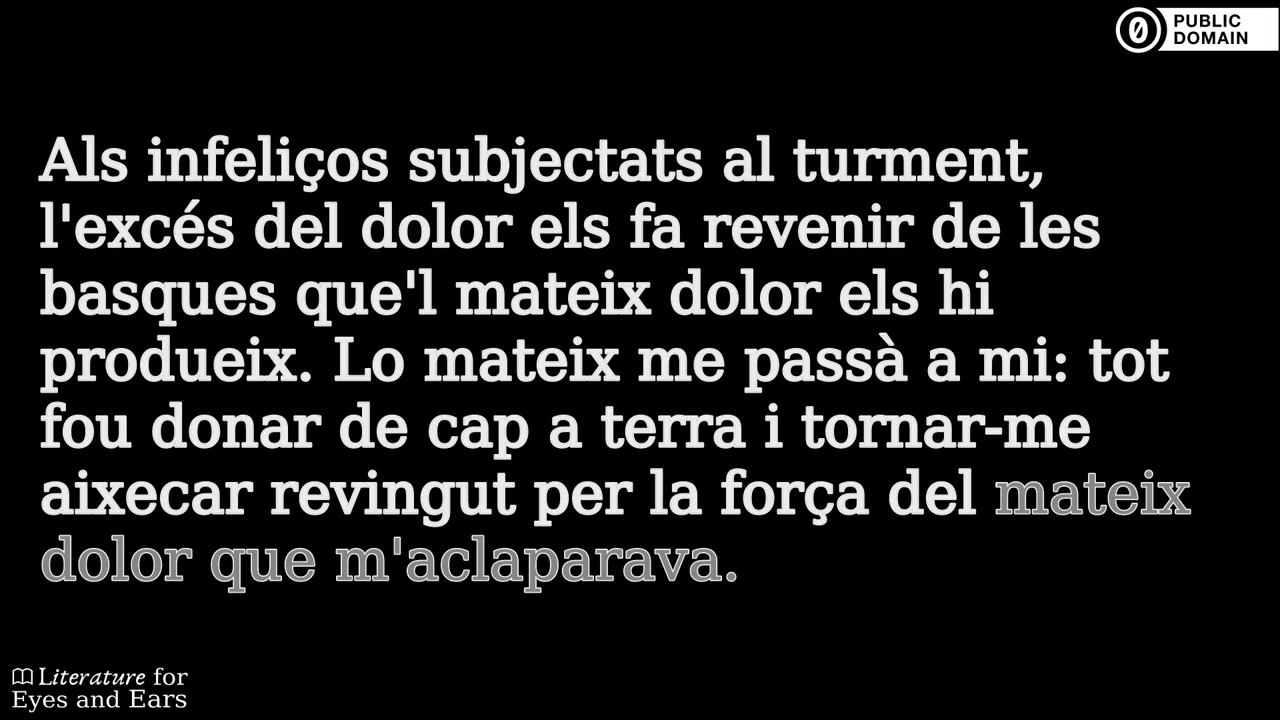 PUBLIC
DOMAIN
Als infeliços subjectats al turment,
l'excés del dolor els fa revenir de les
basques que'l mateix dolor els hi
produeix. Lo mateix me passà a mi: tot
fou donar de cap a terra i tornar-me
aixecar revingut per la força del mateix
dolor que m'aclaparava.
Literature for
Eyes and Ears